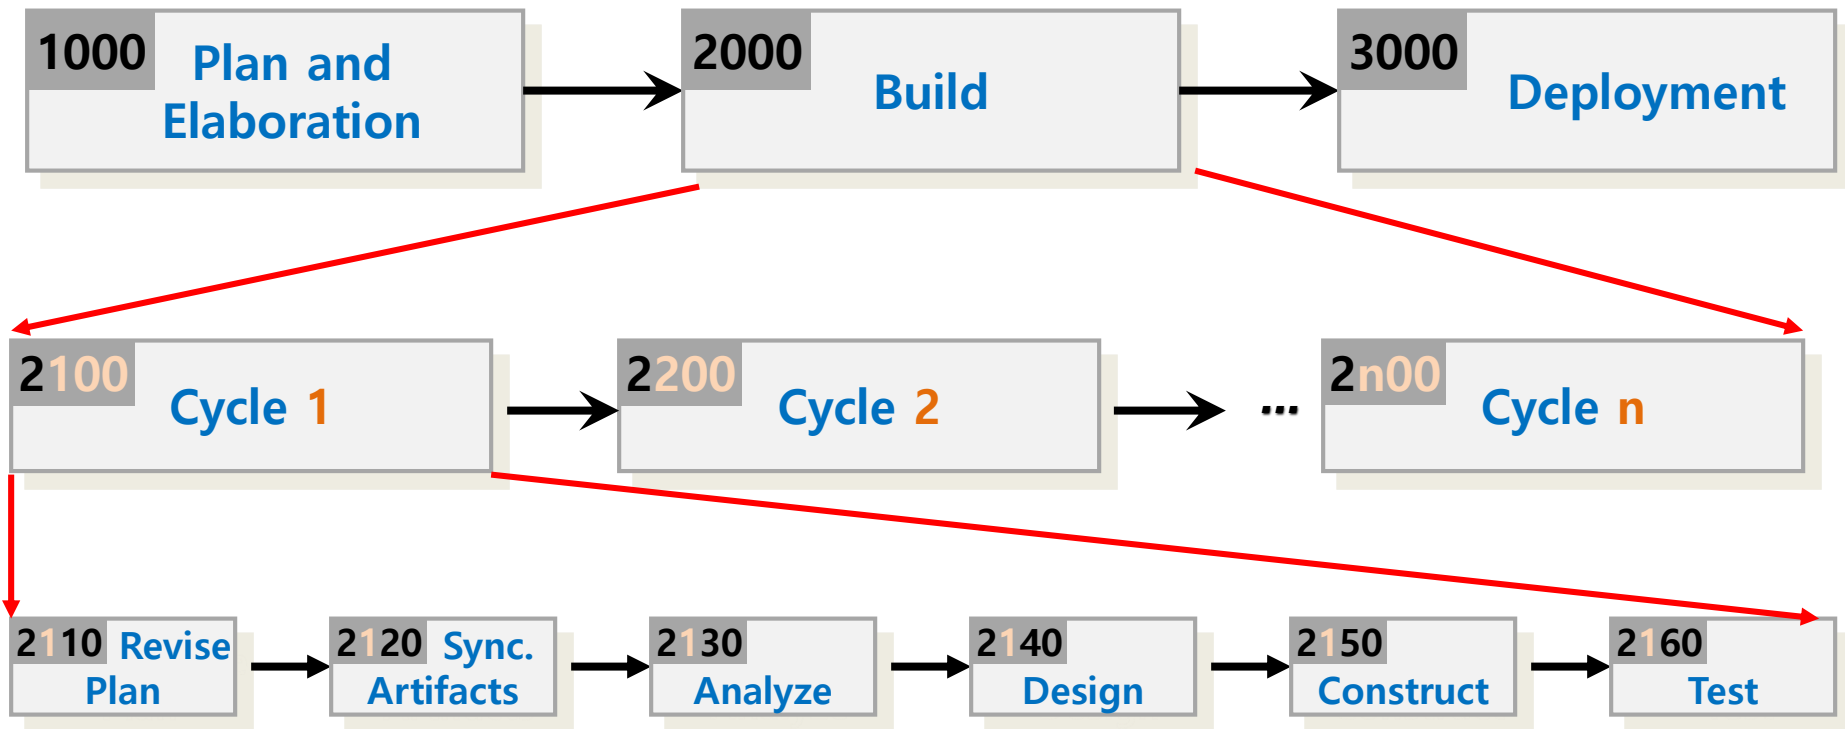 1000 Plan and
Elaboration
2000
Build
3000
Deployment
2100
Cycle 1
2200
Cycle 2
...
2n00
Cycle n
2110 Revise
Plan
2120 Sync.
Artifacts
2130
Analyze
2140
Design
2150
Construct
2160
Test